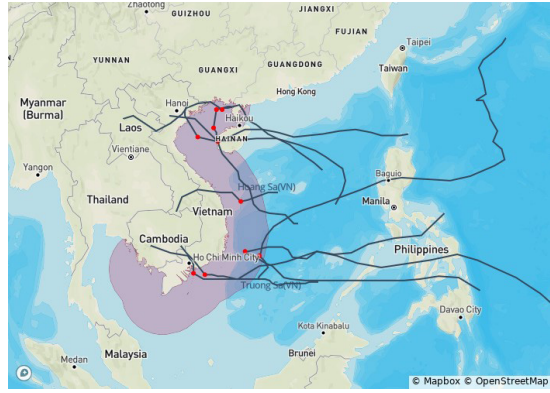 Zhaotong
GUIZHOU
JIANGXI
FUJIAN
Taipei
YUNNAN
GUANGXI
GUANGDONG
Taiwan
Myanmar
(Burma)
Hanoi
Hong Kong
Haikou
Laos
HAINAN
Vientiane
Yangon
Baguio
Hoang Sa(VN)
Thailand
Vietnam
Manila
Cambodia
Philippines
Ho Chi Minh City
Truong Sa(VN)
Davao City
Kota Kinabalu
Medan
Malaysia
Brunei
© Mapbox © OpenStreetMap